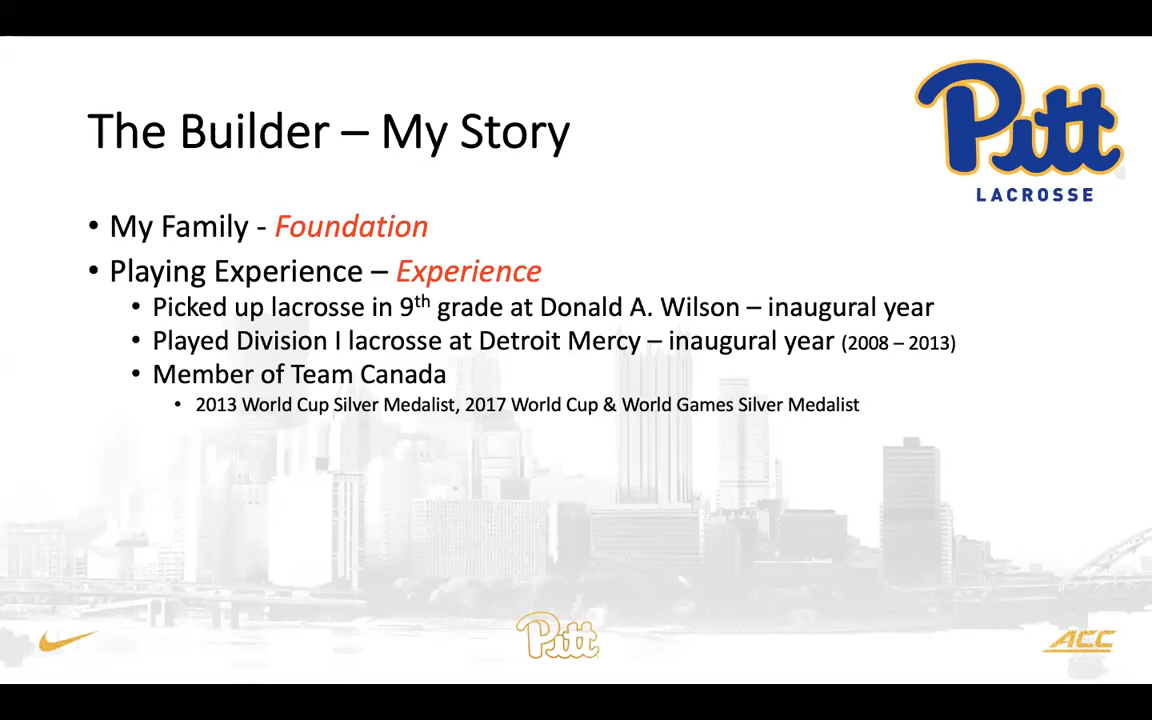 Pitt
LACROSSE
The Builder – My Story
• My Family - Foundation
• Playing Experience – Experience
• Picked up lacrosse in 9th grade at Donald A. Wilson – inaugural year
• Played Division I lacrosse at Detroit Mercy – inaugural year (2008 – 2013)
• Member of Team Canada
• 2013 World Cup Silver Medalist, 2017 World Cup & World Games Silver Medalist
Pitt
ACC